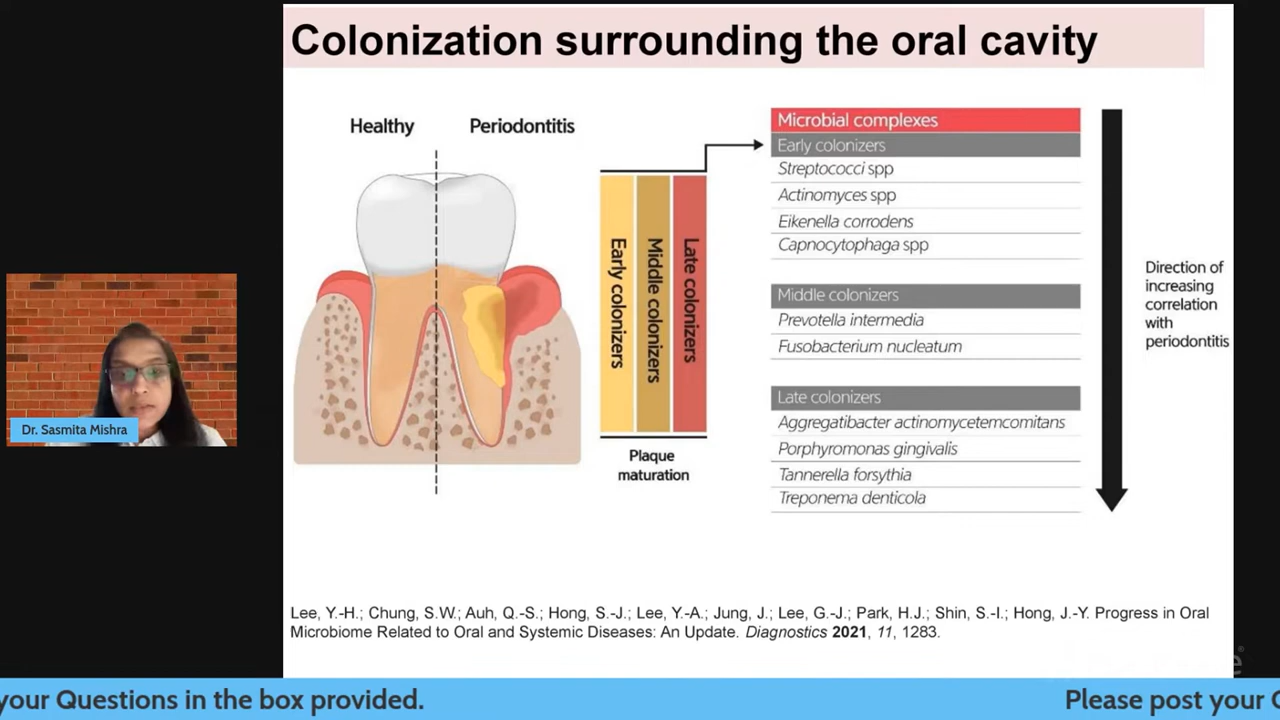 Colonization surrounding the oral cavity
Healthy
Periodontitis
Early colonizers
Middle colonizers
Late colonizers
Plaque
maturation
Microbial complexes
Early colonizers
Streptococci spp
Actinomyces spp
Eikenella corrodens
Capnocytophaga spp
Middle colonizers
Prevotella intermedia
Fusobacterium nucleatum
Late colonizers
Aggregatibacter actinomycetemcomitans
Porphyromonas gingivalis
Tannerella forsythia
Treponema denticola
Direction of
increasing
correlation
with
periodontitis
Dr. Sasmita Mishra
Lee, Y.-H.; Chung, S.W.; Auh, Q.-S.; Hong, S.-J.; Lee, Y.-A.; Jung, J.; Lee, G.-J.; Park, H.J.; Shin, S.-I.; Hong, J.-Y. Progress in Oral
Microbiome Related to Oral and Systemic Diseases: An Update. Diagnostics 2021, 11, 1283.
your Questions in the box provided.
Please post your